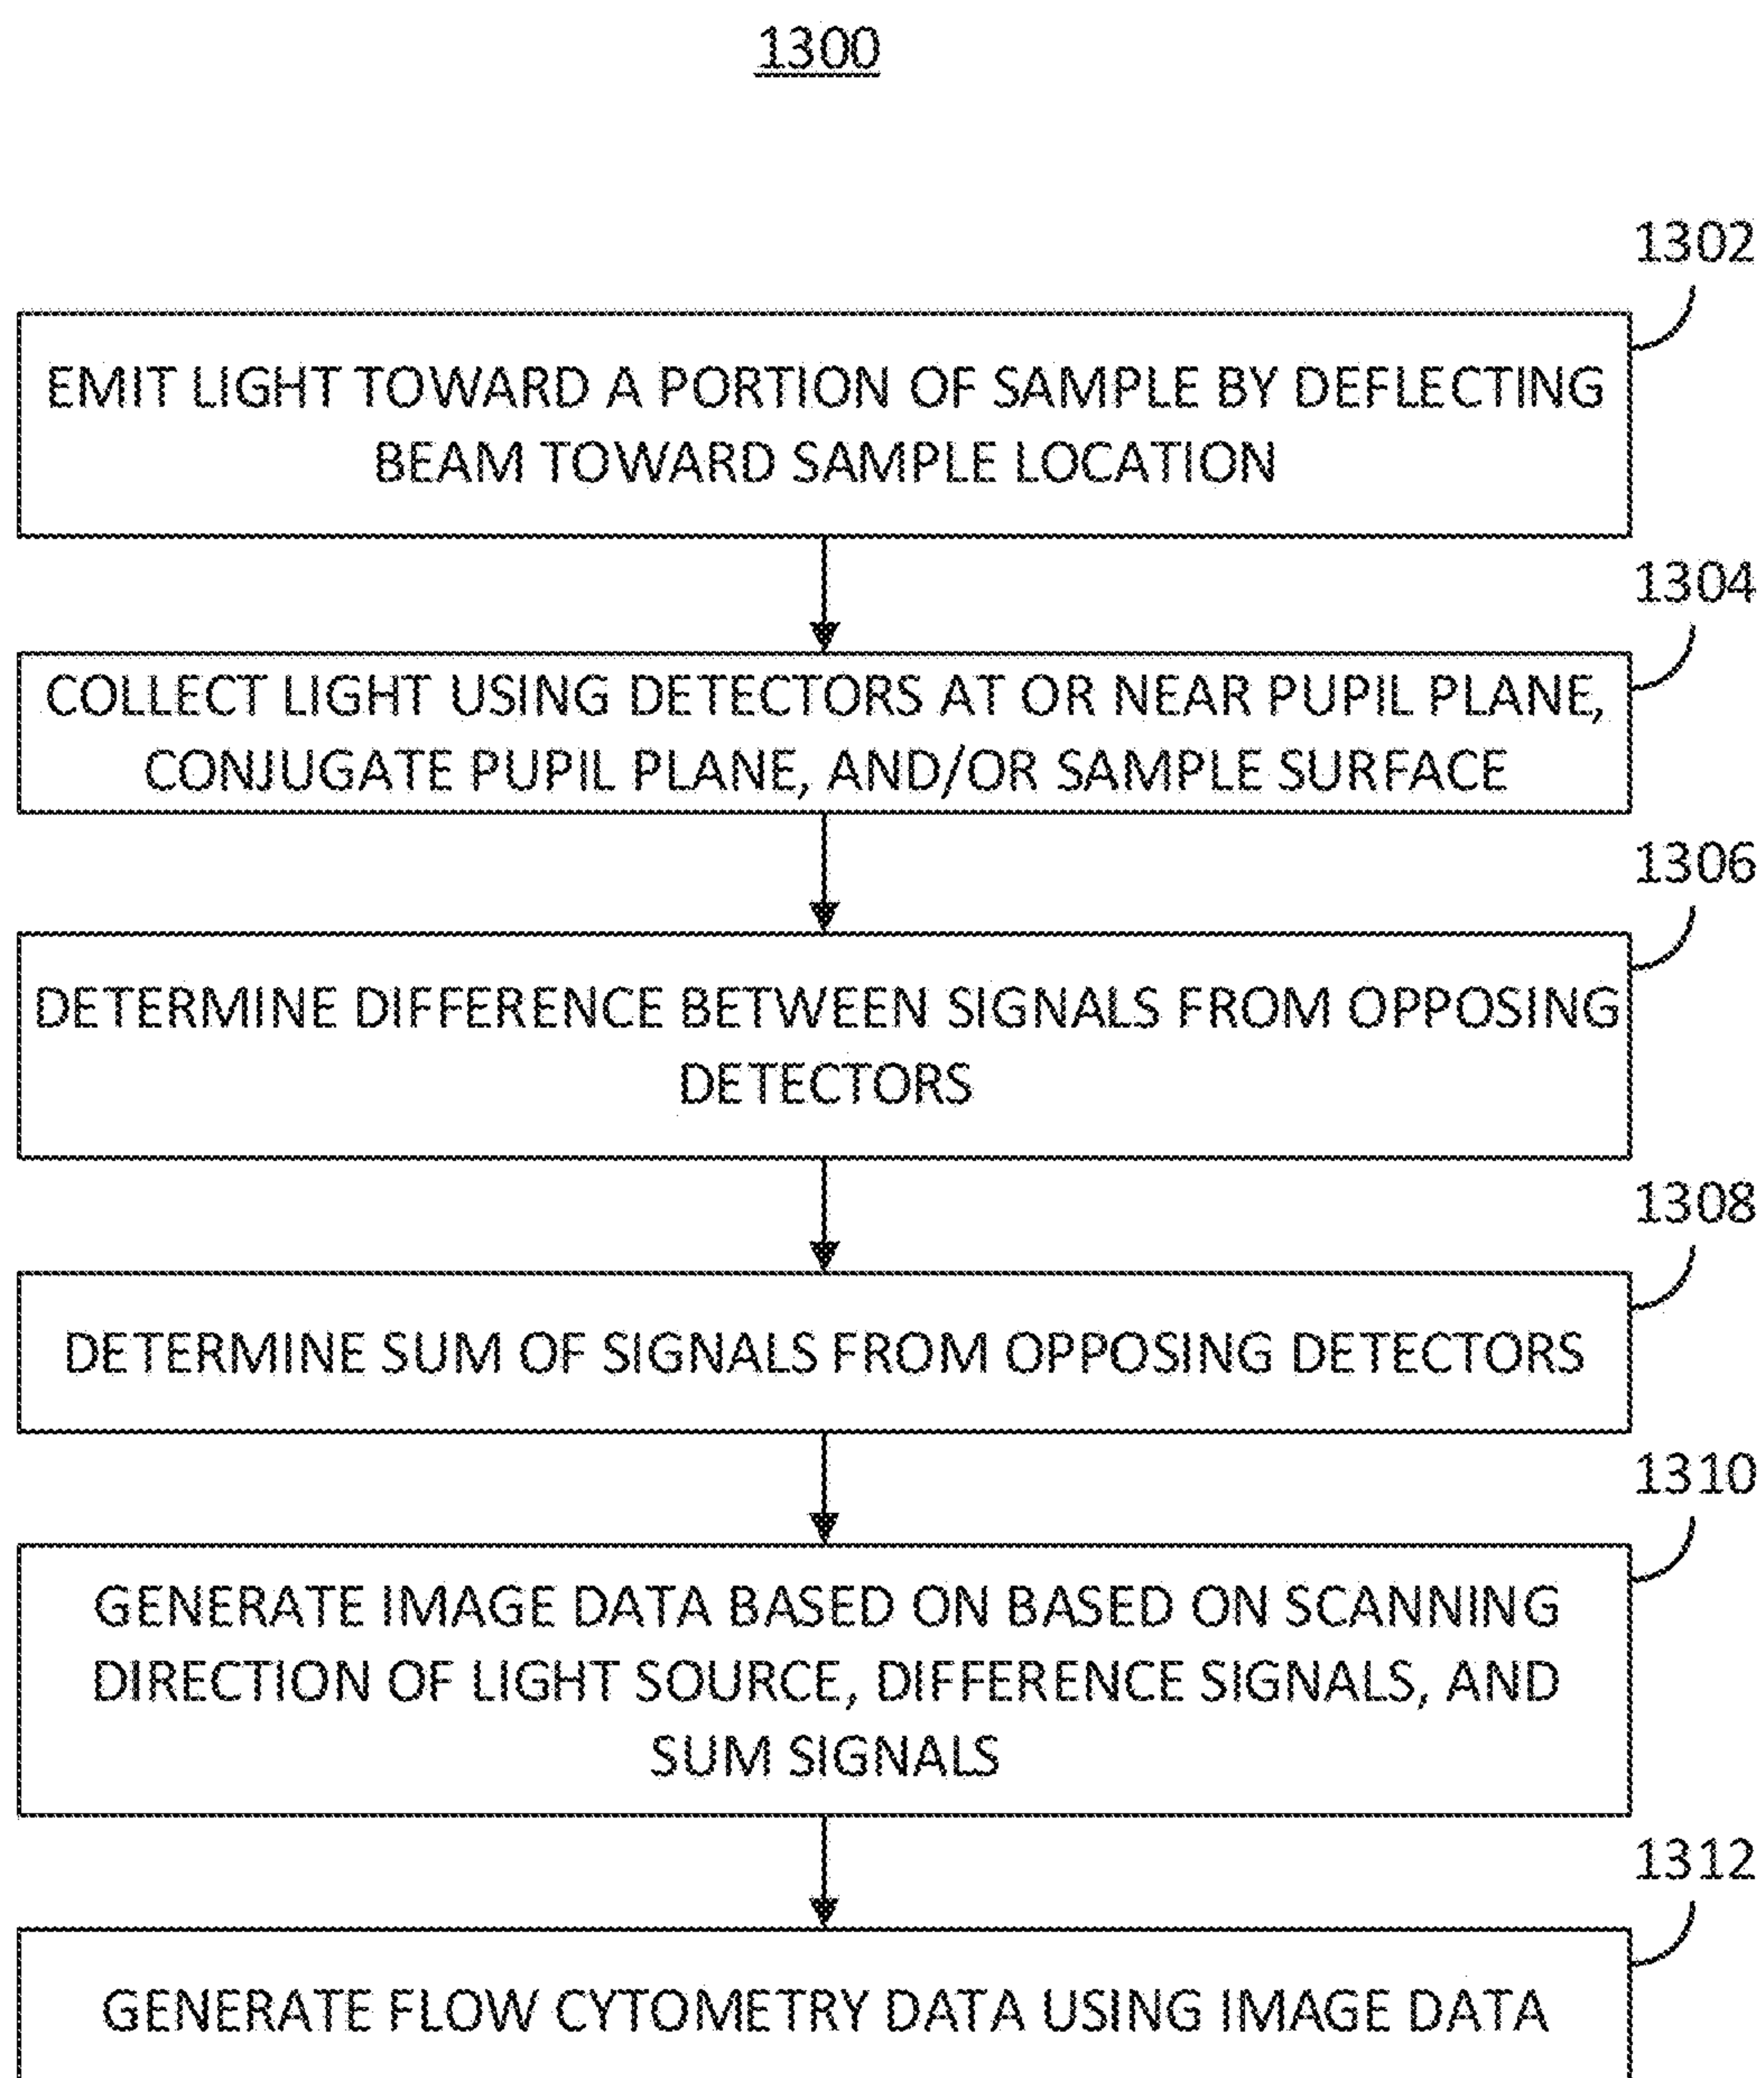 1300
1302
EMIT LIGHT TOWARD A PORTION OF SAMPLE BY DEFLECTING
BEAM TOWARD SAMPLE LOCATION
1304
COLLECT LIGHT USING DETECTORS AT OR NEAR PUPIL PLANE,
CONJUGATE PUPIL PLANE, AND/OR SAMPLE SURFACE
1306
DETERMINE DIFFERENCE BETWEEN SIGNALS FROM OPPOSING
DETECTORS
1308
DETERMINE SUM OF SIGNALS FROM OPPOSING DETECTORS
1310
GENERATE IMAGE DATA BASED ON BASED ON SCANNING
DIRECTION OF LIGHT SOURCE, DIFFERENCE SIGNALS, AND
SUM SIGNALS
1312
GENERATE FLOW CYTOMETRY DATA USING IMAGE DATA